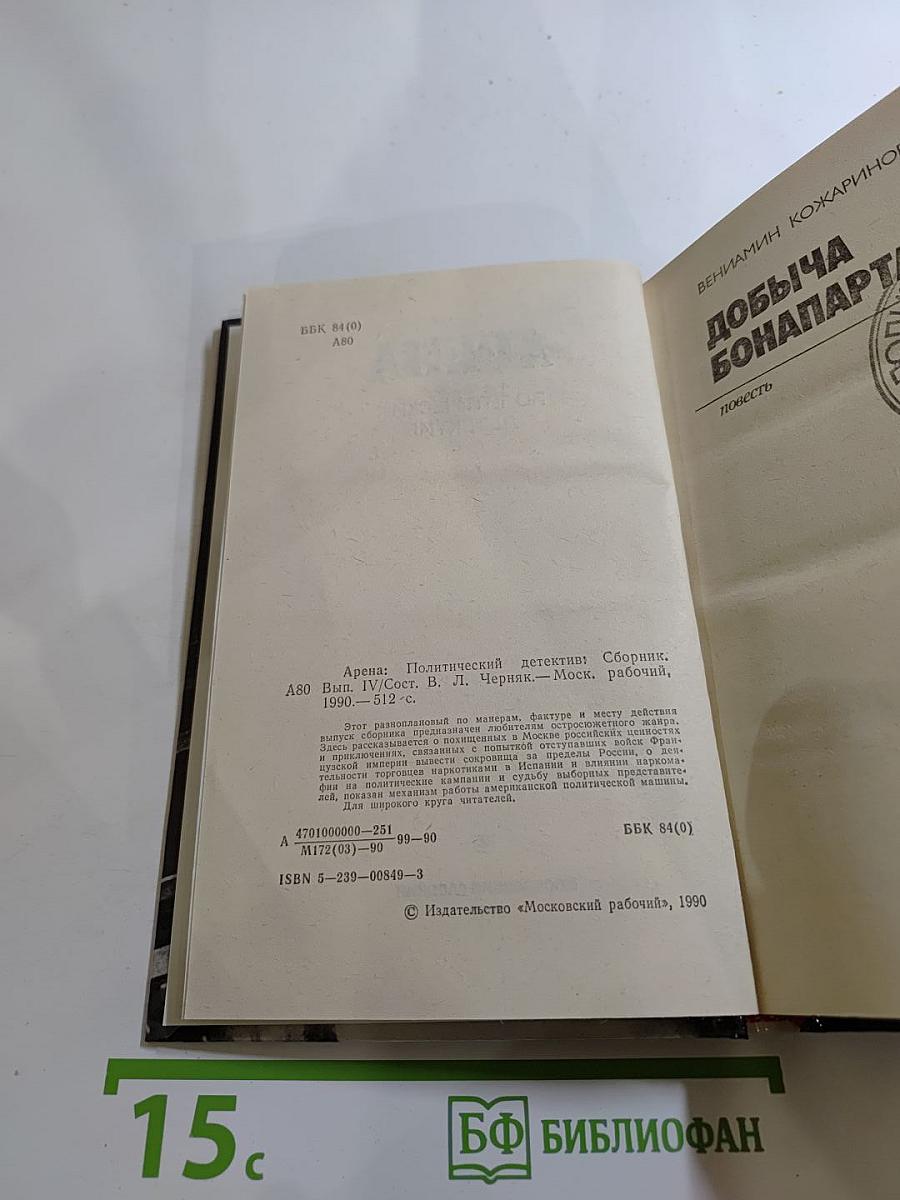 ББК 84(0)
А80
Арена: Политический детектив: Сборник.
А80 Вып. IV/Сост. В. Л. Черняк.— Моск. рабочий,
1990.— 512 с.
Этот разноплановый по манерам, фактуре и месту действия
выпуск сборника предназначен любителям остросюжетного жанра.
Здесь рассказывается о похищенных в Москве российских ценностях
и приключениях, связанных с попыткой отступавших войск Фран-
цузской империи вывести сокровища за пределы России, о дея-
тельности торговцев наркотиками в Испании и влиянии наркома-
фии на политические кампании и судьбу выборных представите-
лей, показан механизм работы американской политической машины.
Для широкого круга читателей.
А 4701000000—251
М172(03)—90
99—90
ББК 84(0)
ISBN 5—239—00849—3
© Издательство «Московский рабочий», 1990
ВЕНИАМИН КОЖАРИНОВ
ДОБЫЧА
БОНАПАРТА
повесть
15 с
БФ БИБЛИОФАН